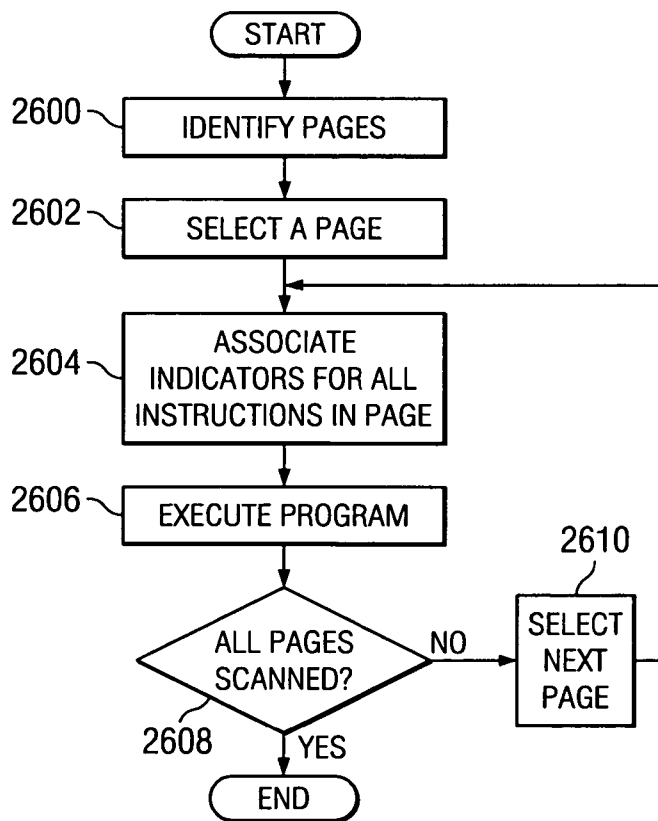 START
2600
IDENTIFY PAGES
2602
SELECT A PAGE
2604
ASSOCIATE
INDICATORS FOR ALL
INSTRUCTIONS IN PAGE
2606
EXECUTE PROGRAM
2610
SELECT
NEXT
PAGE
ALL PAGES
SCANNED?
NO
2608
YES
END